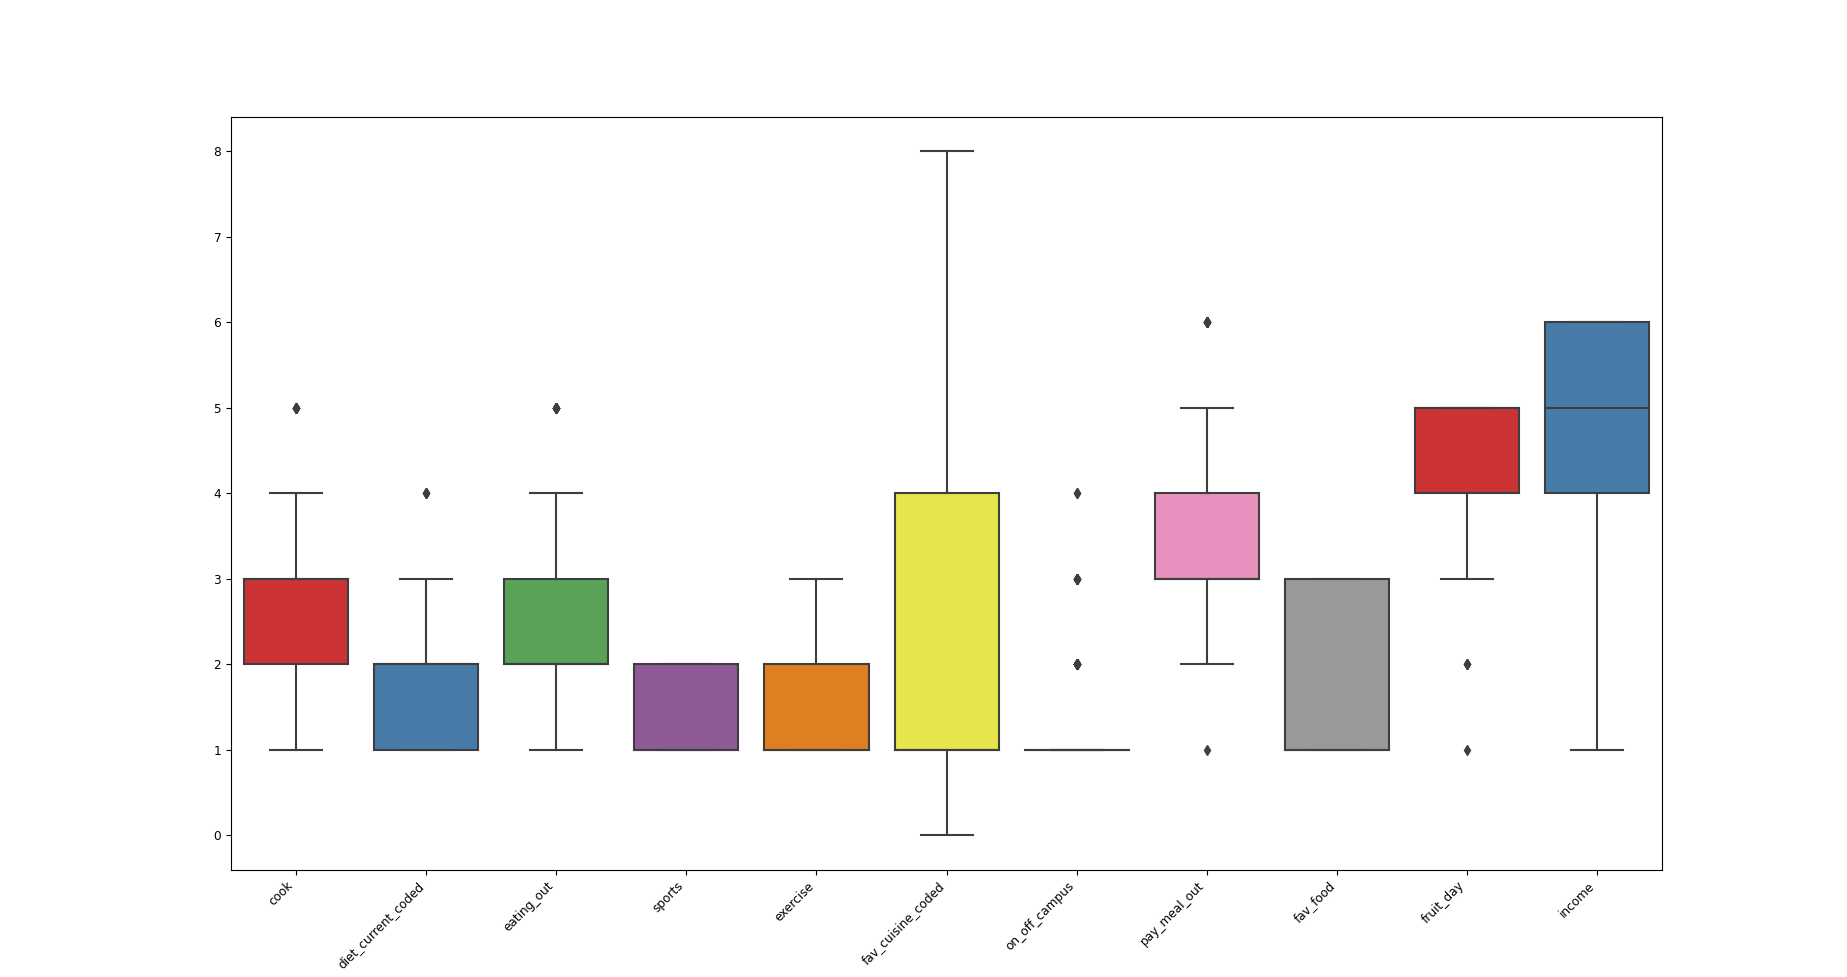 8
7
6
5
4
3
2
1
0
cook
diet_current_coded
eating_out
sports
exercise
fav_cuisine_coded
on_off_campus
pay_meal_out
fav_food
fruit_day
income